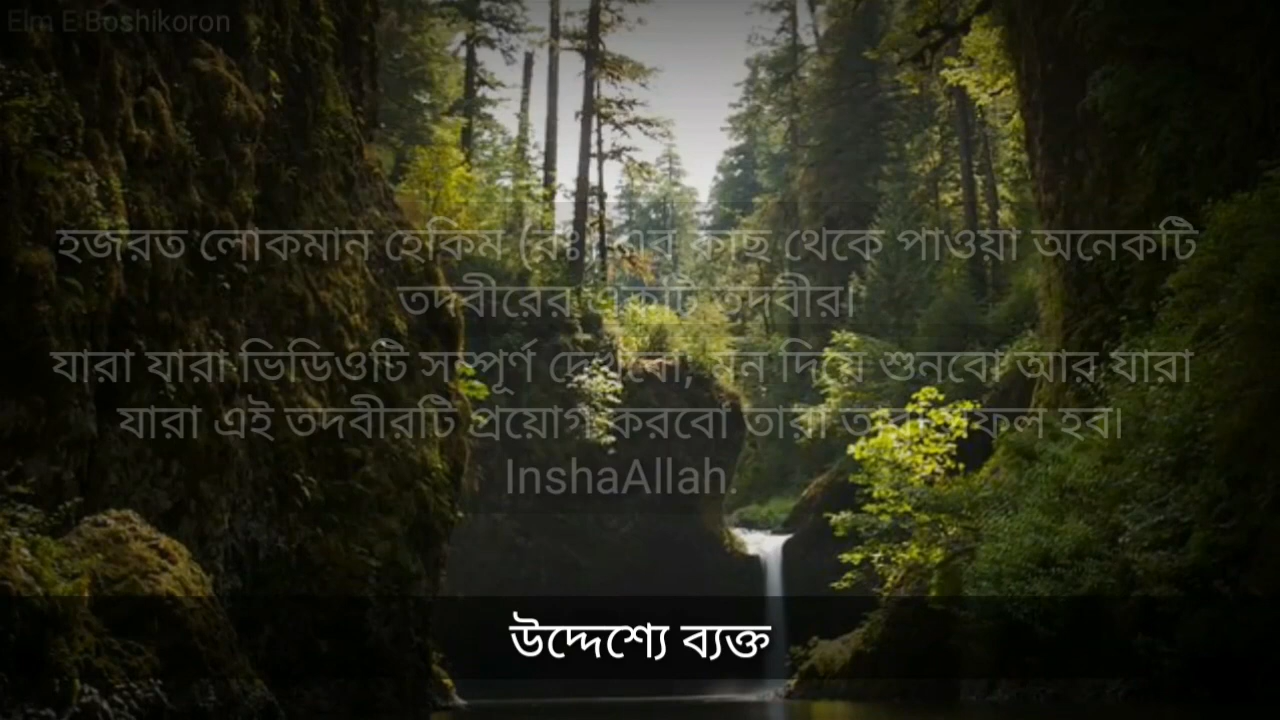 Elm E Boshikoron
হজরত লোকমান হেকিম (রঃ) এর কাছ থেকে পাওয়া অনেকটি
তদবীরের একটি তদবীর।
যারা যারা ভিডিওটি সম্পূর্ণ দেখবো, মন দিয়ে শুনবো আর যারা
যারা এই তদবীরটি প্রয়োগ করবো তারা হবে।
InshaAllah.
উদ্দেশ্যে ব্যক্ত